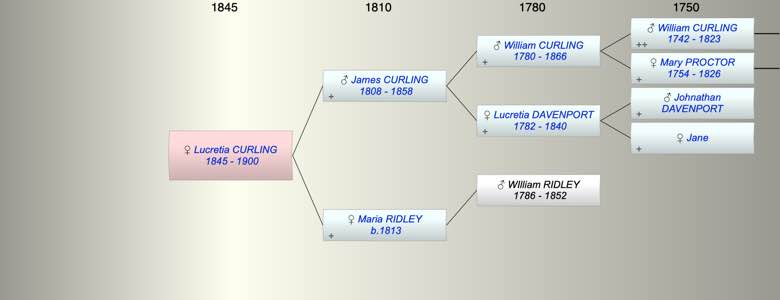 1845 1810 1780 1750
♂ William CURLING
1742 - 1823
++
♂ William CURLING
1780 - 1866
+
♀ Mary PROCTOR
1754 - 1826
+
♂ James CURLING
1808 - 1858
+
♂ Johnathan
DAVENPORT
+
♀ Lucretia DAVENPORT
1782 - 1840
+
♀ Jane
+
♀ Lucretia CURLING
1845 - 1900
♂ WIlliam RIDLEY
1786 - 1852
♀ Maria RIDLEY
b.1813
+